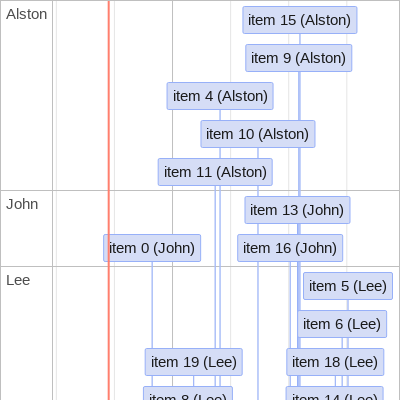 Alston
item 15 (Alston)
item 9 (Alston)
item 4 (Alston)
item 10 (Alston)
item 11 (Alston)
John
item 13 (John)
item 0 (John)
item 16 (John)
Lee
item 5 (Lee)
item 6 (Lee)
item 19 (Lee)
item 18 (Lee)
item 8 (Lee)
item 14 (Lee)